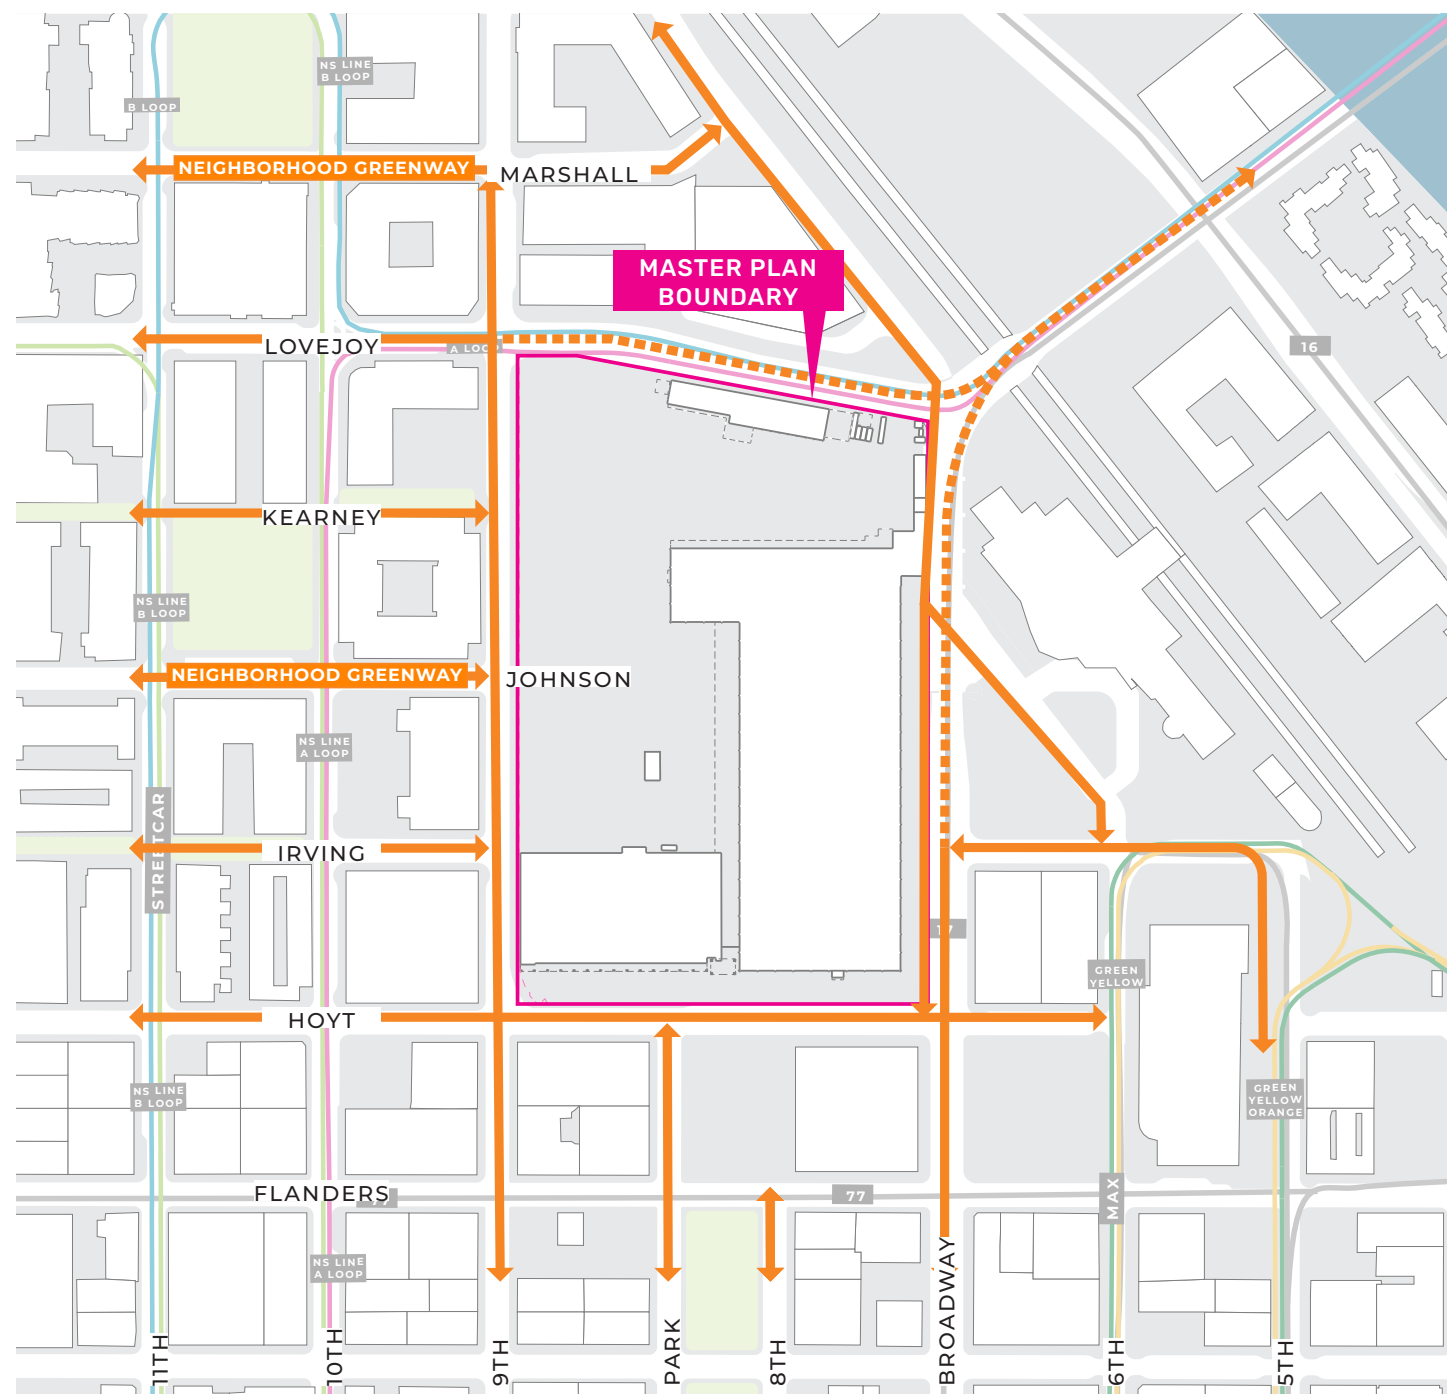 NS LINE
B LOOP
B LOOP
NEIGHBORHOOD GREENWAY
MARSHALL
MASTER PLAN
BOUNDARY
LOVEJOY
A LOOP
16
KEARNEY
NS LINE
B LOOP
NEIGHBORHOOD GREENWAY
JOHNSON
NS LINE
A LOOP
STREETCAR
IRVING
17
GREEN
YELLOW
HOYT
NS LINE
B LOOP
GREEN
YELLOW
ORANGE
FLANDERS
77
77
MAX
NS LINE
A LOOP
11TH
10TH
9TH
PARK
8TH
BROADWAY
6TH
5TH